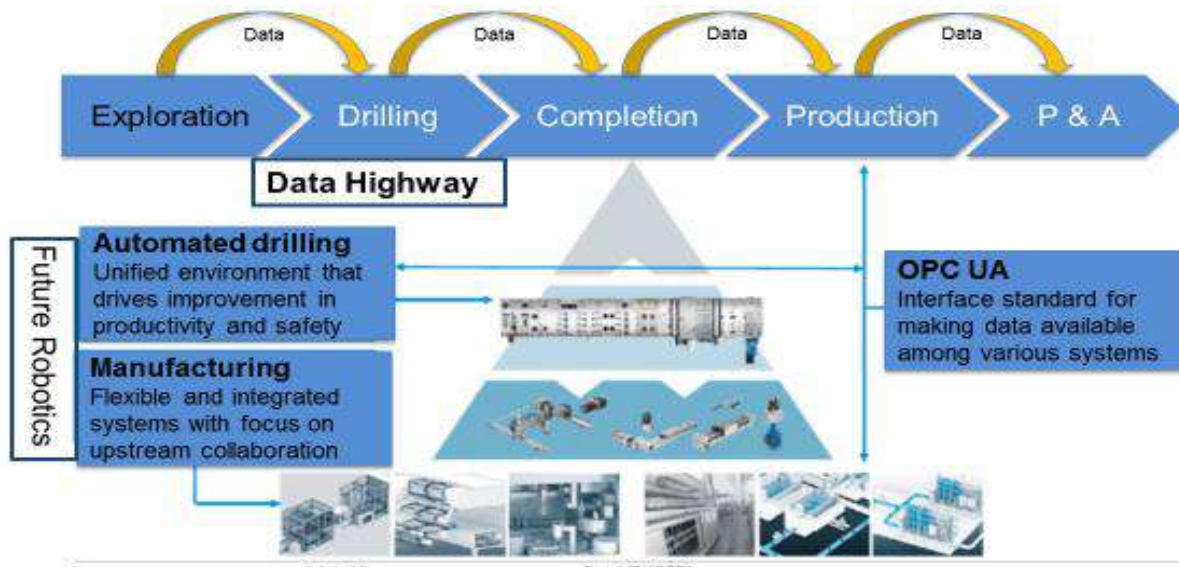 Data
Data
Data
Data
Exploration
Drilling
Completion
Production
P & A
Data Highway
Future Robotics
Automated drilling
Unified environment that
drives improvement in
productivity and safety
Manufacturing
Flexible and integrated
systems with focus on
upstream collaboration
OPC UA
Interface standard for
making data available
among various systems